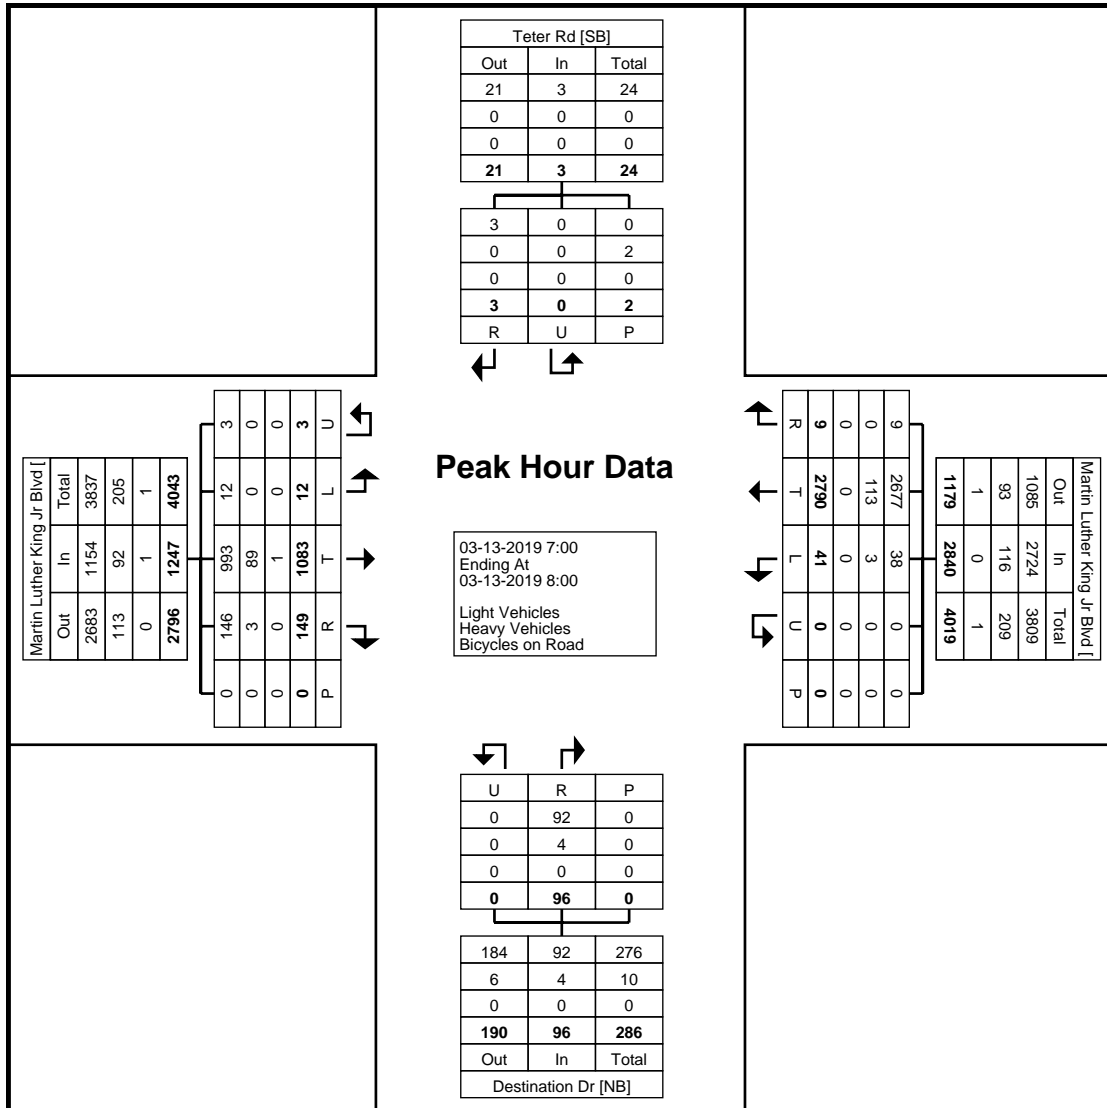 Teter Rd [SB]
Out In Total
21 3 24
0 0 0
0 0 0
21 3 24
3 0 0
0 0 2
0 0 0
3 0 2
R U P
Martin Luther King Jr Blvd [
Total 3837 205 1 4043
In 1154 92 1 1247
Out 2683 113 0 2796
3 0 0 3 U
12 0 0 12 L
993 89 1 1083 T
146 3 0 149 R
0 0 0 0 P
Peak Hour Data
03-13-2019 7:00
Ending At
03-13-2019 8:00
Light Vehicles
Heavy Vehicles
Bicycles on Road
R 9 0 0 9
T 2790 0 113 2677
L 41 0 3 38
U 0 0 0 0
P 0 0 0 0
1179 1 93 1085 Out
2840 0 116 2724 In
4019 1 209 3809 Total
Martin Luther King Jr Blvd [
U R P
0 92 0
0 4 0
0 0 0
0 96 0
184 92 276
6 4 10
0 0 0
190 96 286
Out In Total
Destination Dr [NB]